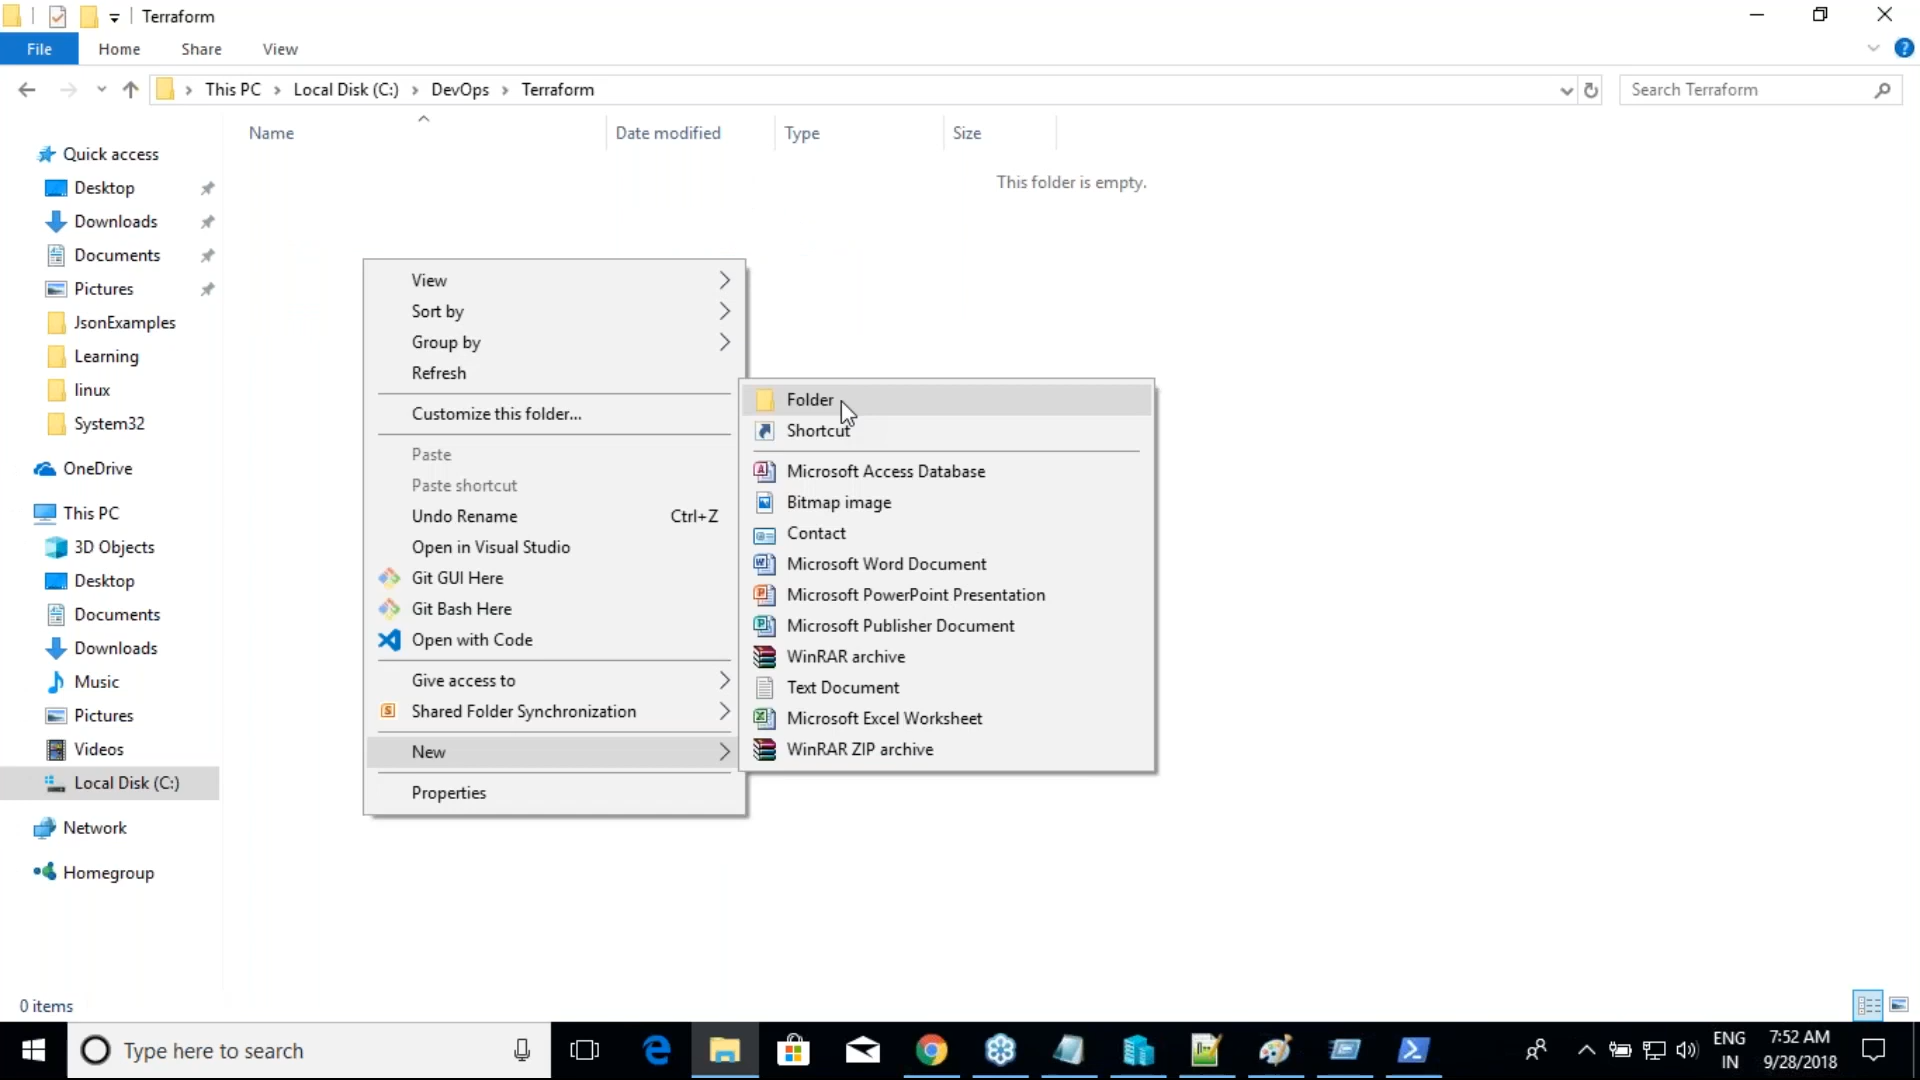 Terraform
File Home Share View
This PC Local Disk (C:) DevOps Terraform
Search Terraform
Name Date modified Type Size
This folder is empty.
Quick access
Desktop
Downloads
Documents
Pictures
JsonExamples
Learning
linux
System32
OneDrive
This PC
3D Objects
Desktop
Documents
Downloads
Music
Pictures
Videos
Local Disk (C:)
Network
Homegroup
View
Sort by
Group by
Refresh
Customize this folder...
Paste
Paste shortcut
Undo Rename Ctrl+Z
Open in Visual Studio
Git GUI Here
Git Bash Here
Open with Code
Give access to
Shared Folder Synchronization
New
Properties
Folder
Shortcut
Microsoft Access Database
Bitmap image
Contact
Microsoft Word Document
Microsoft PowerPoint Presentation
Microsoft Publisher Document
WinRAR archive
Text Document
Microsoft Excel Worksheet
WinRAR ZIP archive
0 items
Type here to search
ENG
IN
7:52 AM
9/28/2018